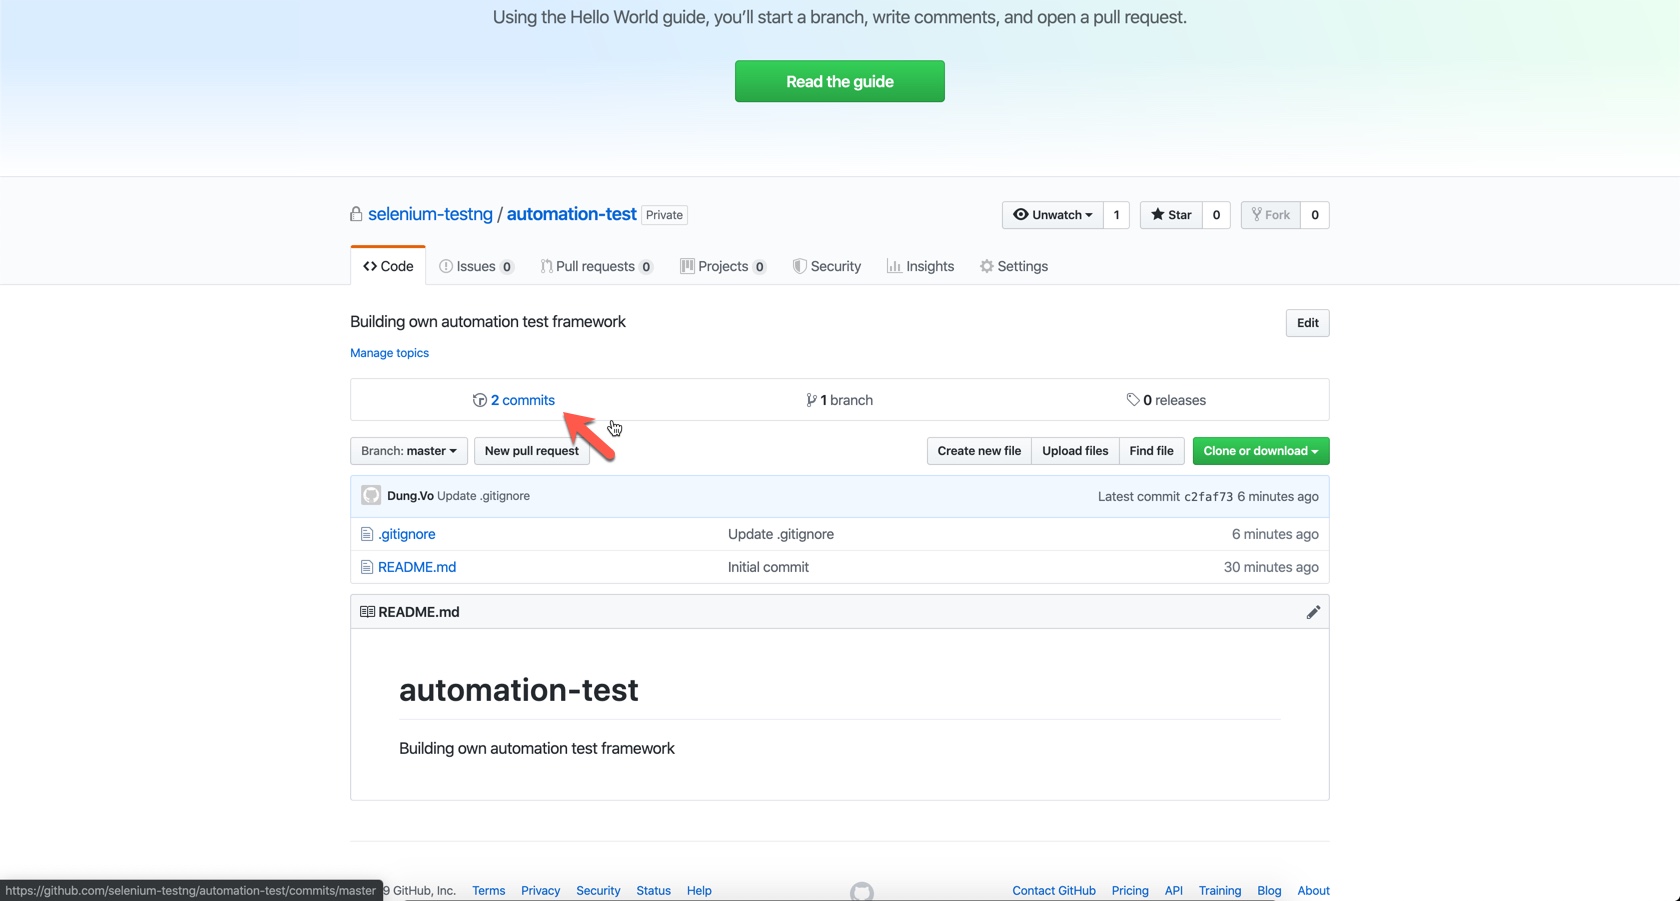 Using the Hello World guide, you’ll start a branch, write comments, and open a pull request.
Read the guide
selenium-testng / automation-test Private
Unwatch 1 Star 0 Fork 0
Code Issues 0 Pull requests 0 Projects 0 Security Insights Settings
Building own automation test framework Edit
Manage topics
2 commits 1 branch 0 releases
Branch: master New pull request Create new file Upload files Find file Clone or download
Dung.Vo Update .gitignore Latest commit c2faf73 6 minutes ago
.gitignore Update .gitignore 6 minutes ago
README.md Initial commit 30 minutes ago
README.md
automation-test
Building own automation test framework
https://github.com/selenium-testng/automation-test/commits/master 9 GitHub, Inc. Terms Privacy Security Status Help Contact GitHub Pricing API Training Blog About